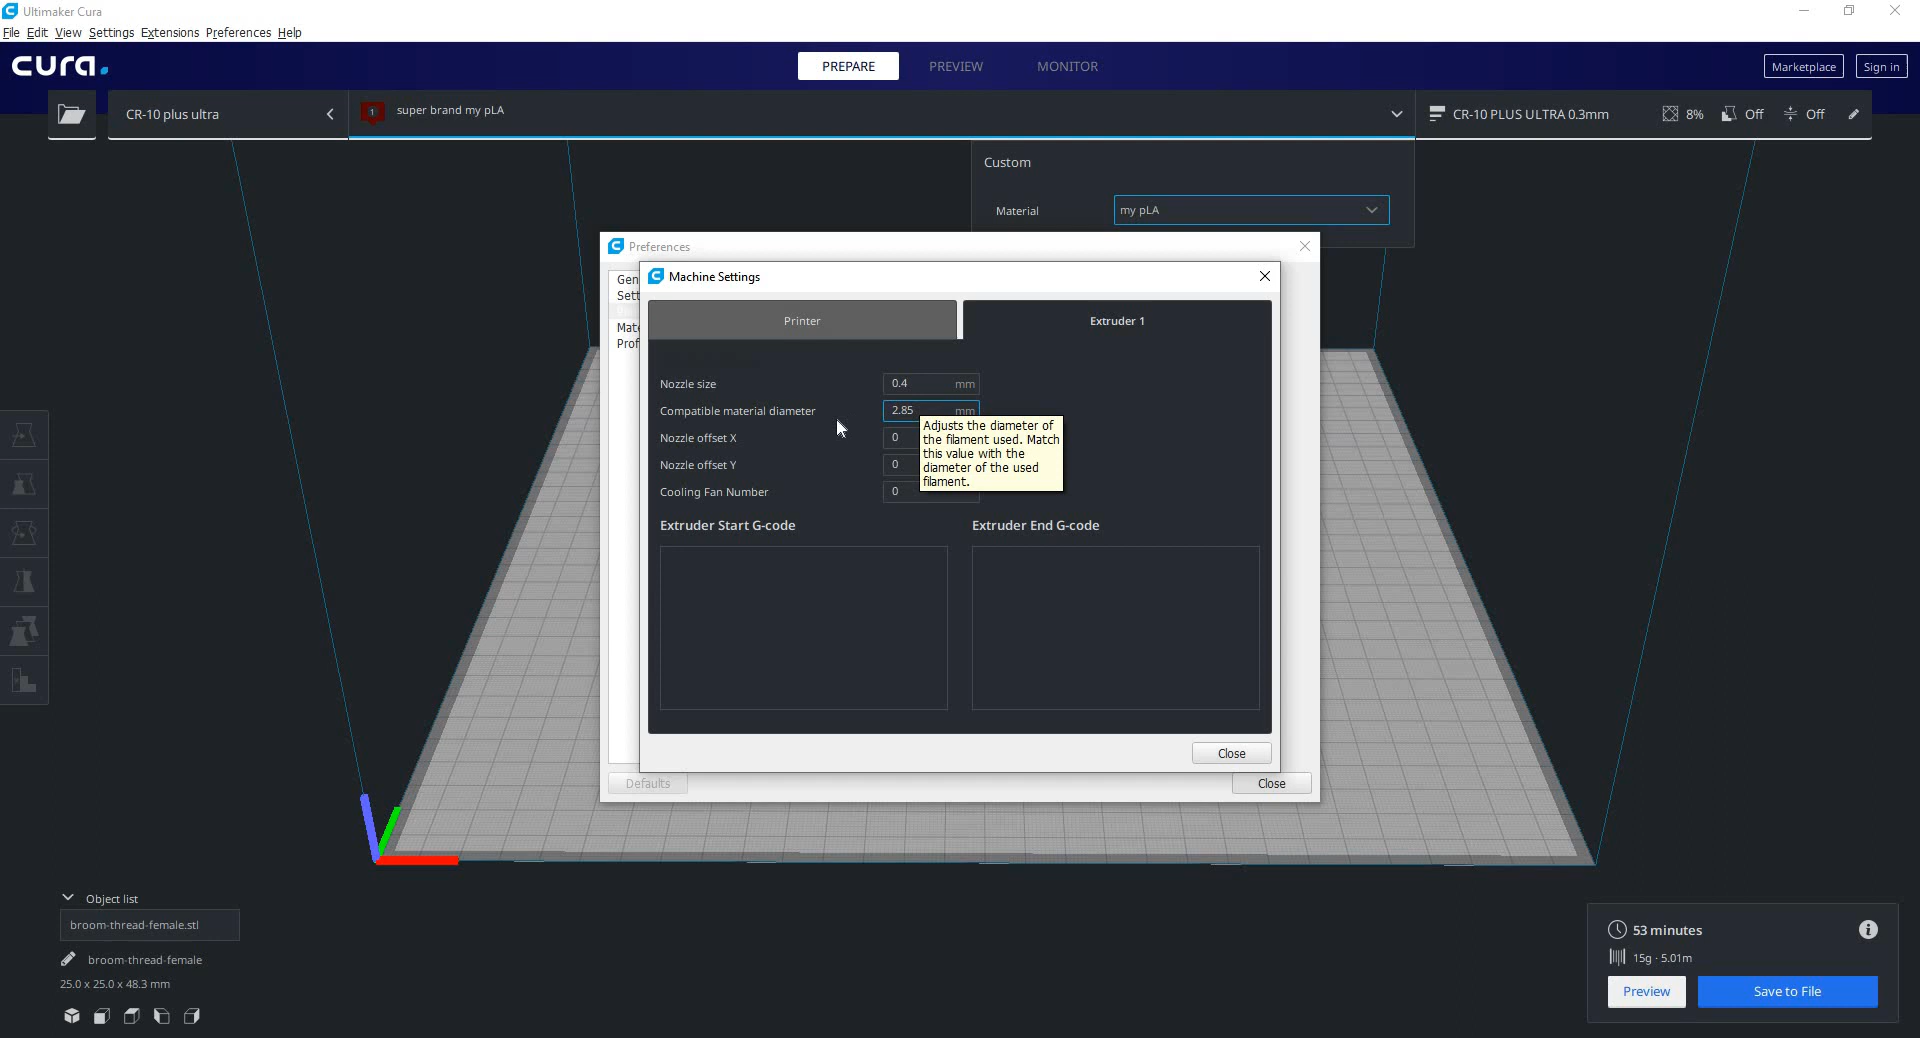 Ultimaker Cura
File Edit View Settings Extensions Preferences Help
cura.
PREPARE PREVIEW MONITOR
Marketplace Sign in
CR-10 plus ultra
1 super brand my pLA
CR-10 PLUS ULTRA 0.3mm 8% Off Off
Custom
Material my pLA
Preferences
Machine Settings
Gen
Sett
Mate
Prof
Printer Extruder 1
Nozzle size 0.4 mm
Compatible material diameter 2.85 mm
Nozzle offset X 0
Nozzle offset Y 0
Cooling Fan Number 0
Adjusts the diameter of
the filament used. Match
this value with the
diameter of the used
filament.
Extruder Start G-code Extruder End G-code
Close
Defaults Close
Object list
broom-thread-female.stl
broom-thread-female
25.0 x 25.0 x 48.3 mm
53 minutes
15g · 5.01m
Preview Save to File